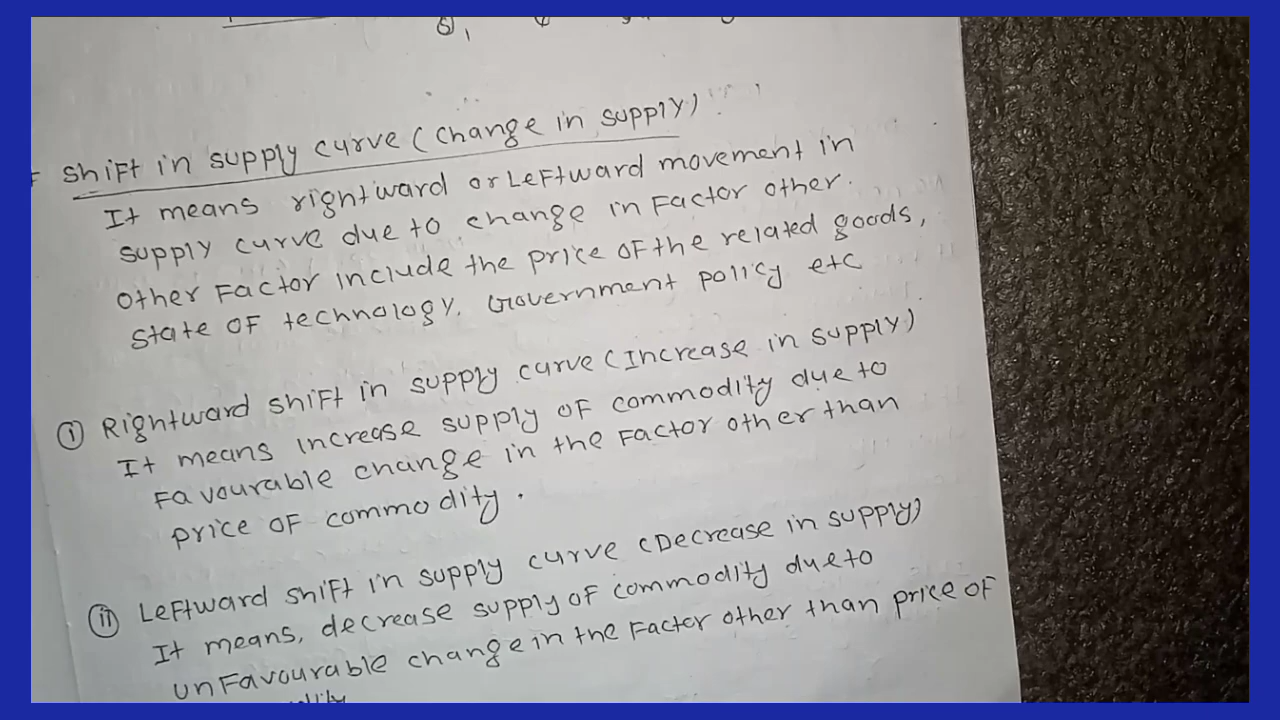 Shift in supply curve (change in supply)
It means rightward or Leftward movement in
supply curve due to change in Factor other.
other Factor include the price of the related goods,
state of technology. Government policy etc
(i) Rightward shift in supply curve (Increase in supply)
It means increase supply of commodity due to
Favourable change in the Factor other than
price of commodity.
(ii) Leftward shift in supply curve (Decrease in supply)
It means, decrease supply of commodity due to
unFavourable change in the Factor other than price of